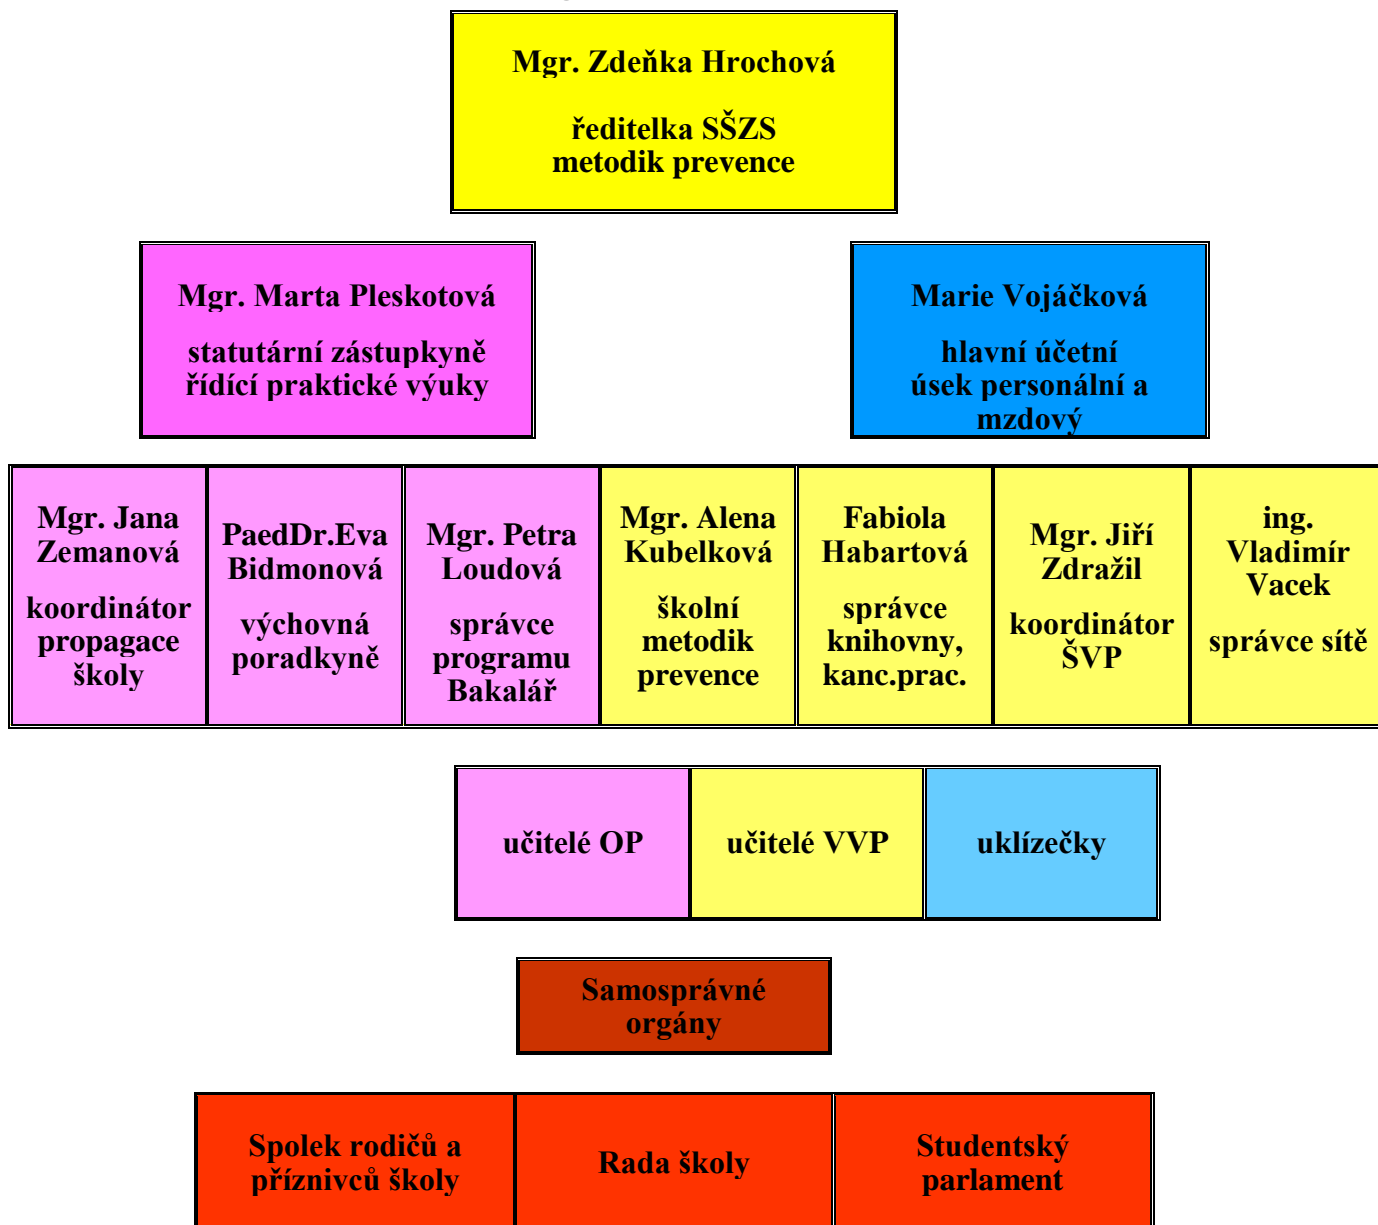 Mgr. Zdeňka Hrochová
ředitelka SŠZS
metodik prevence
Mgr. Marta Pleskotová
statutární zástupkyně
řídící praktické výuky
Marie Vojáčková
hlavní účetní
úsek personální a
mzdový
Mgr. Jana
Zemanová
koordinátor
propagace
školy
PaedDr.Eva
Bidmonová
výchovná
poradkyně
Mgr. Petra
Loudová
správce
programu
Bakalář
Mgr. Alena
Kubelková
školní
metodik
prevence
Fabiola
Habartová
správce
knihovny,
kanc.prac.
Mgr. Jiří
Zdražil
koordinátor
ŠVP
ing.
Vladimír
Vacek
správce sítě
učitelé OP
učitelé VVP
uklízečky
Samosprávné
orgány
Spolek rodičů a
příznivců školy
Rada školy
Studentský
parlament